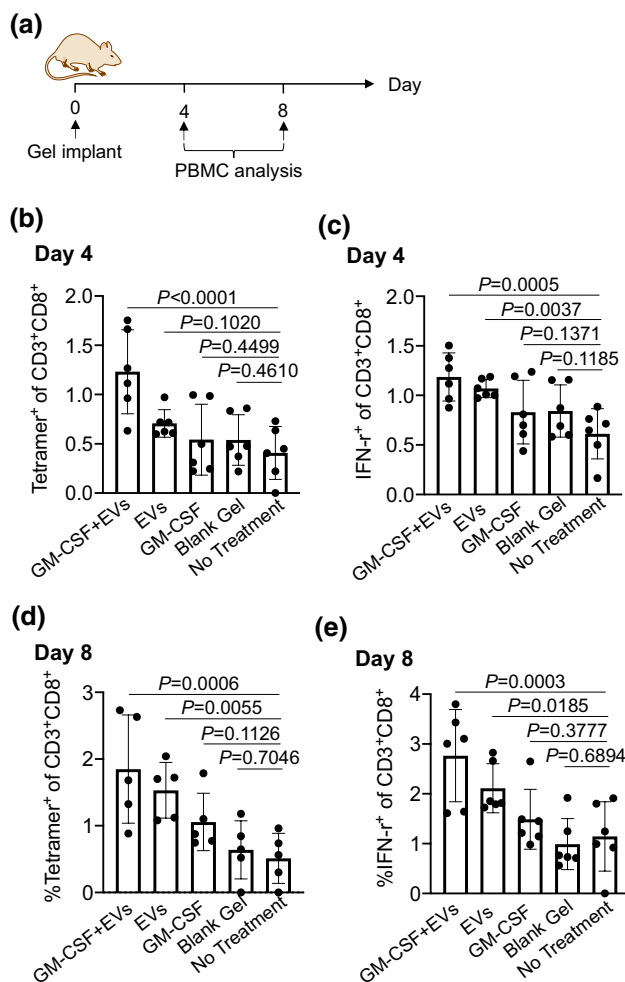 (a)
Day
0
4
8
Gel implant
PBMC analysis
(b)
Day 4
P<0.0001
P=0.1020
P=0.4499
P=0.4610
Tetramer⁺ of CD3⁺CD8⁺
2.0
1.5
1.0
0.5
0.0
GM-CSF+EVs
EVs
GM-CSF
Blank Gel
No Treatment
(c)
Day 4
P=0.0005
P=0.0037
P=0.1371
P=0.1185
IFN-r⁺ of CD3⁺CD8⁺
2.0
1.5
1.0
0.5
0.0
GM-CSF+EVs
EVs
GM-CSF
Blank Gel
No Treatment
(d)
Day 8
P=0.0006
P=0.0055
P=0.1126
P=0.7046
%Tetramer⁺ of CD3⁺CD8⁺
3
2
1
0
GM-CSF+EVs
EVs
GM-CSF
Blank Gel
No Treatment
(e)
Day 8
P=0.0003
P=0.0185
P=0.3777
P=0.6894
%IFN-r⁺ of CD3⁺CD8⁺
4
3
2
1
0
GM-CSF+EVs
EVs
GM-CSF
Blank Gel
No Treatment